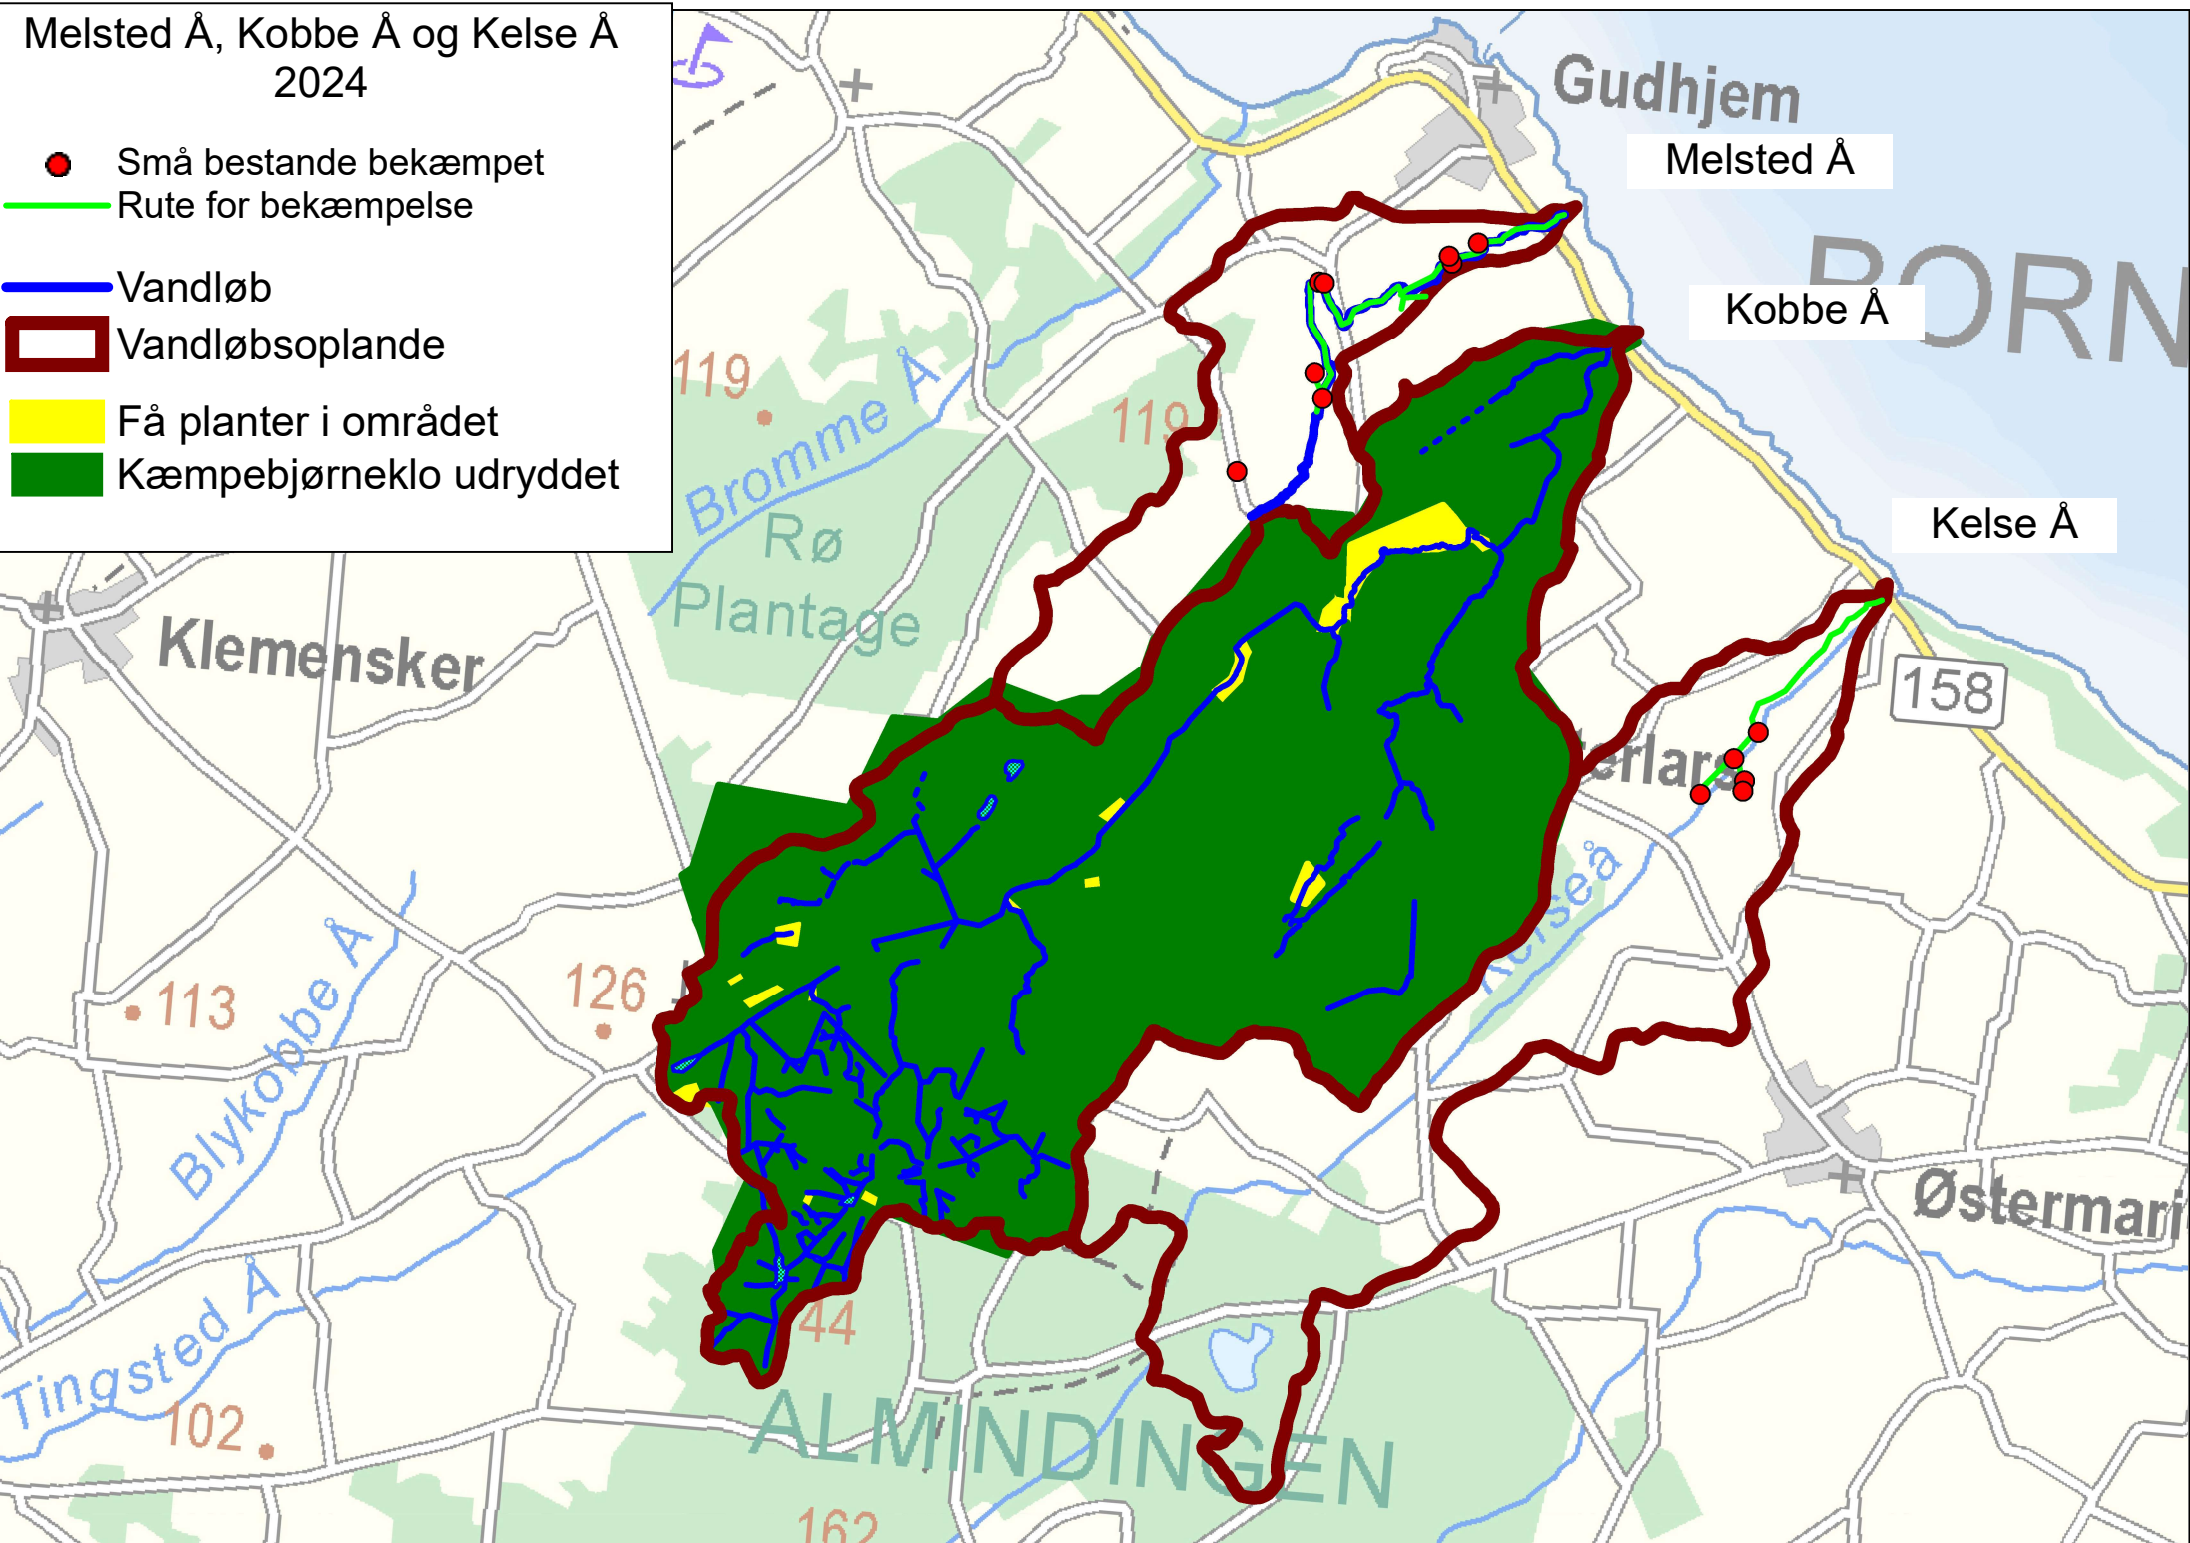 Melsted Å, Kobbe Å og Kelse Å
2024
Små bestande bekæmpet
Rute for bekæmpelse
Vandløb
Vandløbsoplande
Få planter i området
Kæmpebjørneklo udryddet
Gudhjem
Melsted Å
BORN
Kobbe Å
119
Bromme Å
119
Kelse Å
Rø
Plantage
Klemensker
158
erlars
113
126
Blykobbe Å
Østermari
Tingsted Å
44
102
ALMINDINGEN
162